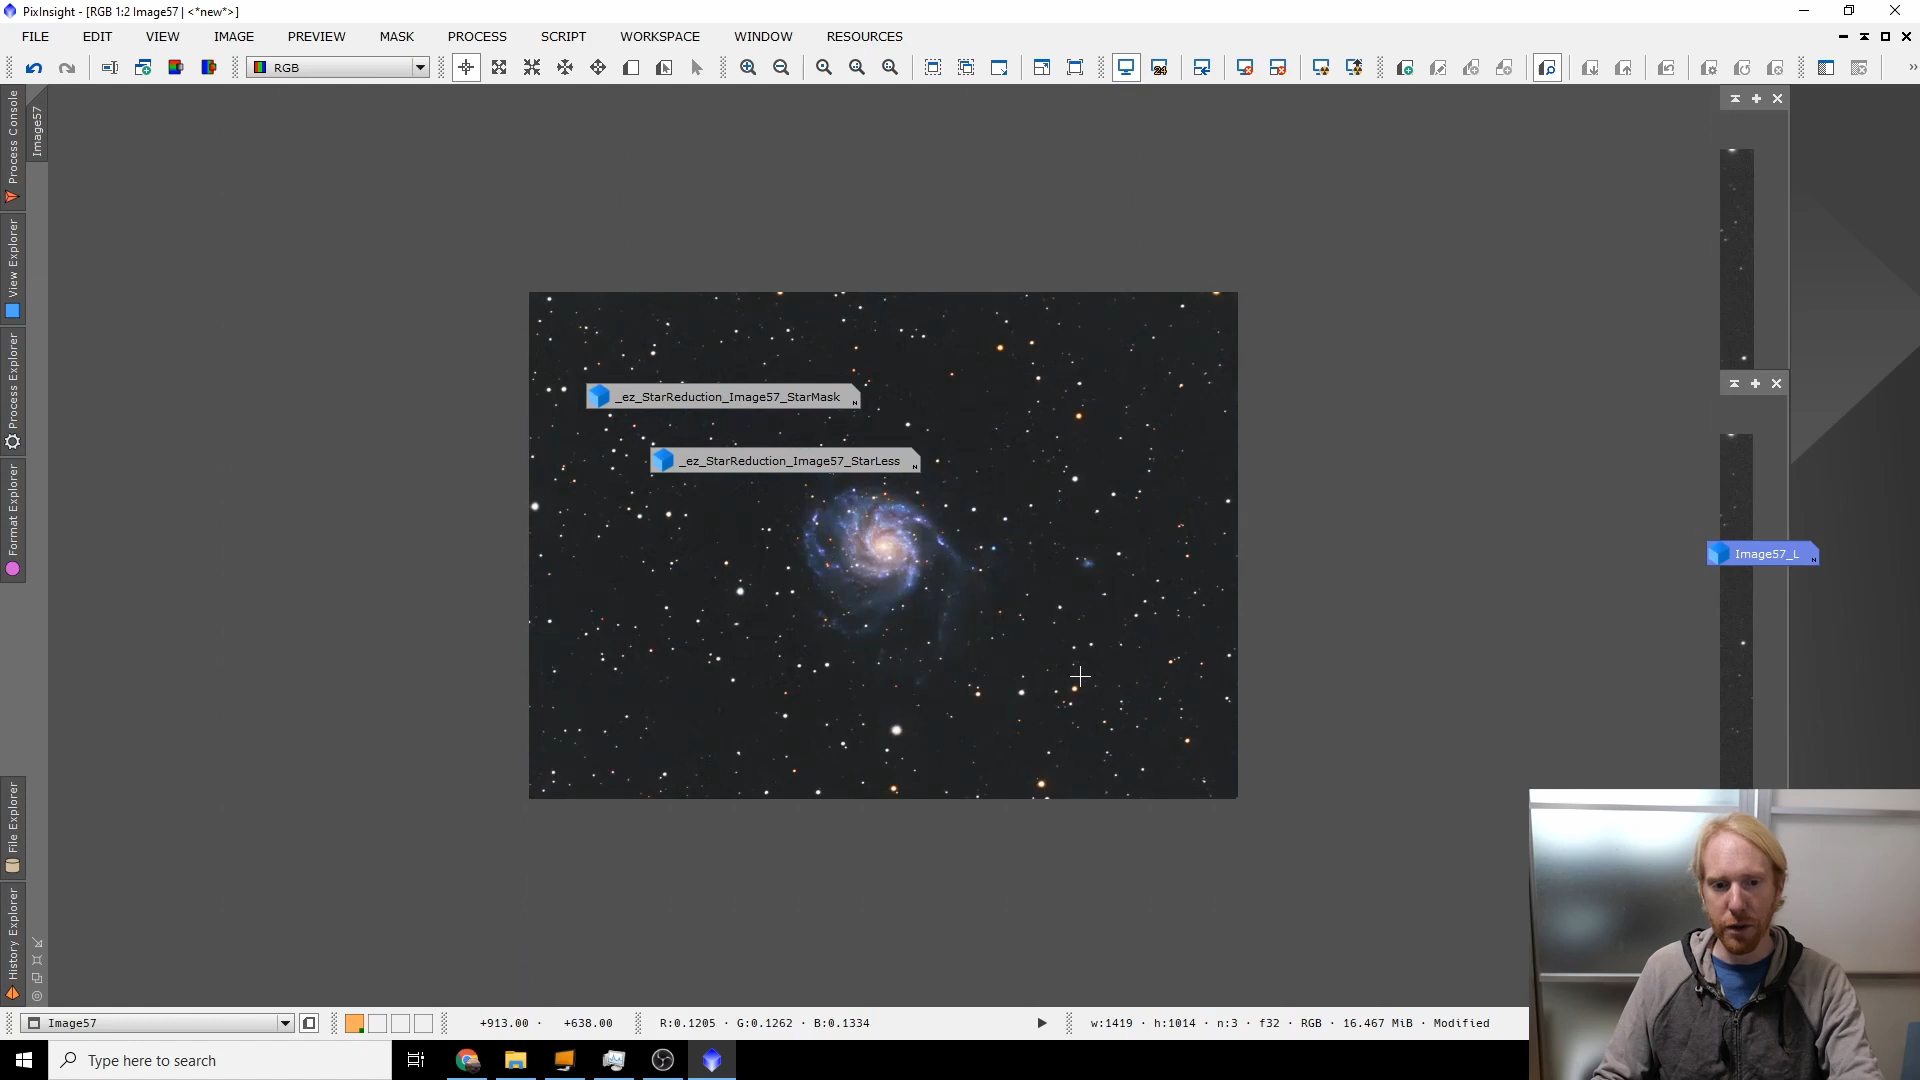 PixInsight - [RGB 1:2 Image57 | <*new*>]
FILE EDIT VIEW IMAGE PREVIEW MASK PROCESS SCRIPT WORKSPACE WINDOW RESOURCES
RGB
24
Process Console
Image57
View Explorer
Process Explorer
Format Explorer
File Explorer
History Explorer
_ez_StarReduction_Image57_StarMask
N
_ez_StarReduction_Image57_StarLess
N
Image57_L
N
Image57
+913.00 · +638.00
R:0.1205 · G:0.1262 · B:0.1334
w:1419 · h:1014 · n:3 · f32 · RGB · 16.467 MiB · Modified
Type here to search